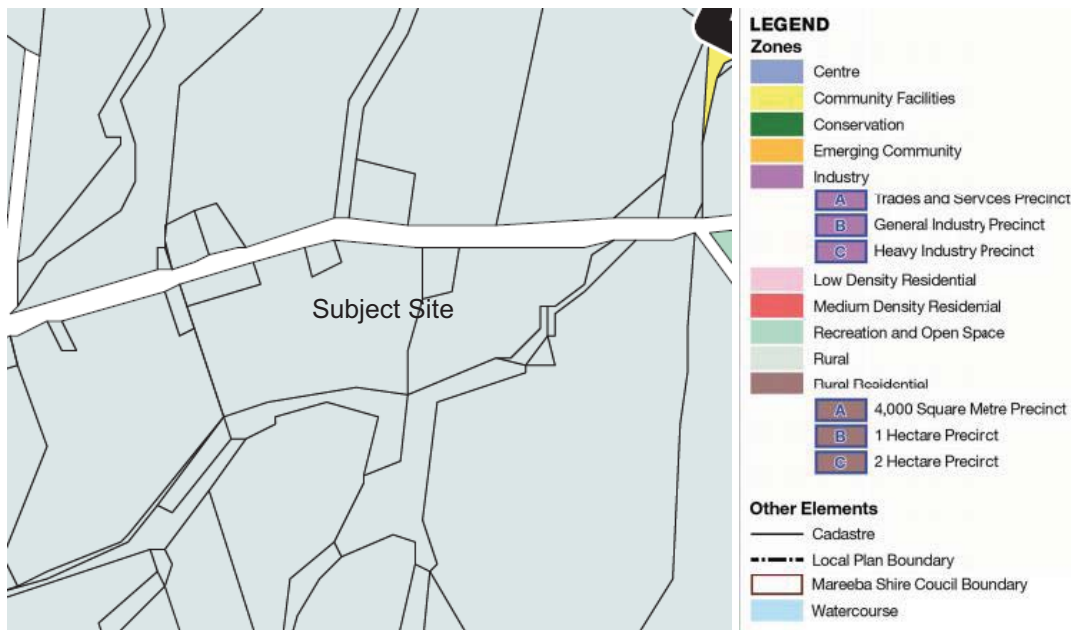 Subject Site
LEGEND
Zones
Centre
Community Facilities
Conservation
Emerging Community
Industry
A Trades and Servces Precinct
B General Industry Precinct
C Heavy Industry Precinct
Low Density Residential
Medium Density Residential
Recreation and Open Space
Rural
Rural Residential
A 4,000 Square Metre Precinct
B 1 Hectare Precirct
C 2 Hectare Precirct
Other Elements
Cadastre
Local Plan Boundary
Mareeba Shire Coucil Boundary
Watercourse